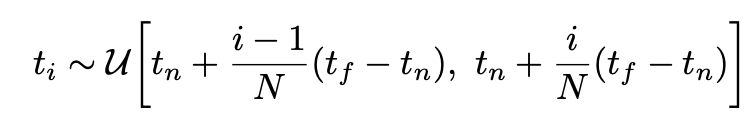 $t_i \sim \mathcal{U}\left[t_n + \frac{i-1}{N}(t_f - t_n),\ t_n + \frac{i}{N}(t_f - t_n)\right]$